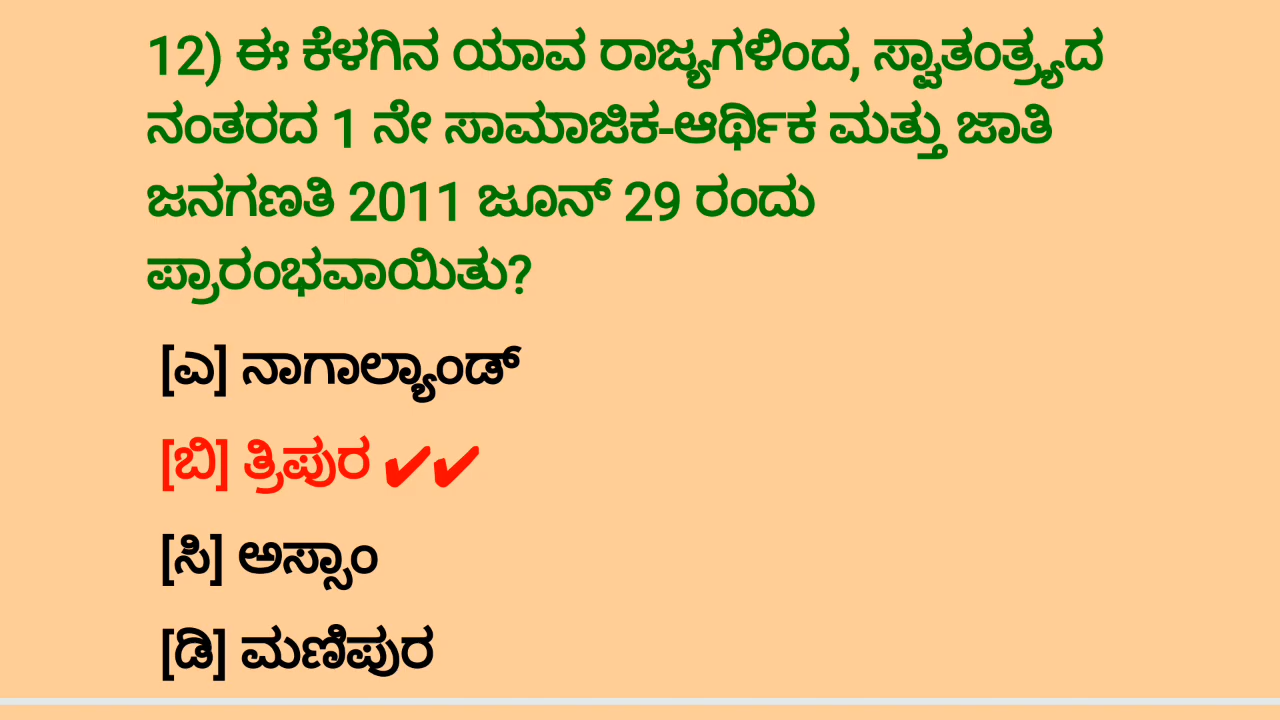 12) ಈ ಕೆಳಗಿನ ಯಾವ ರಾಜ್ಯಗಳಿಂದ, ಸ್ವಾತಂತ್ರ್ಯದ
ನಂತರದ 1 ನೇ ಸಾಮಾಜಿಕ-ಆರ್ಥಿಕ ಮತ್ತು ಜಾತಿ
ಜನಗಣತಿ 2011 ಜೂನ್ 29 ರಂದು
ಪ್ರಾರಂಭವಾಯಿತು?
[ಎ] ನಾಗಾಲ್ಯಾಂಡ್
[ಬಿ] ತ್ರಿಪುರ ✔✔
[ಸಿ] ಅಸ್ಸಾಂ
[ಡಿ] ಮಣಿಪುರ